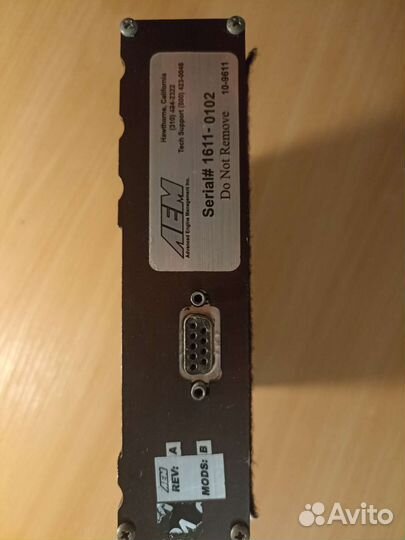 AEM
Advanced Engine Management Inc.
Hawthorne, California
(310) 484-2322
Tech Support (800) 423-0046
Serial# 1611-0102
Do Not Remove 10-9611
AEM
REV: A
MODS: B
Avito